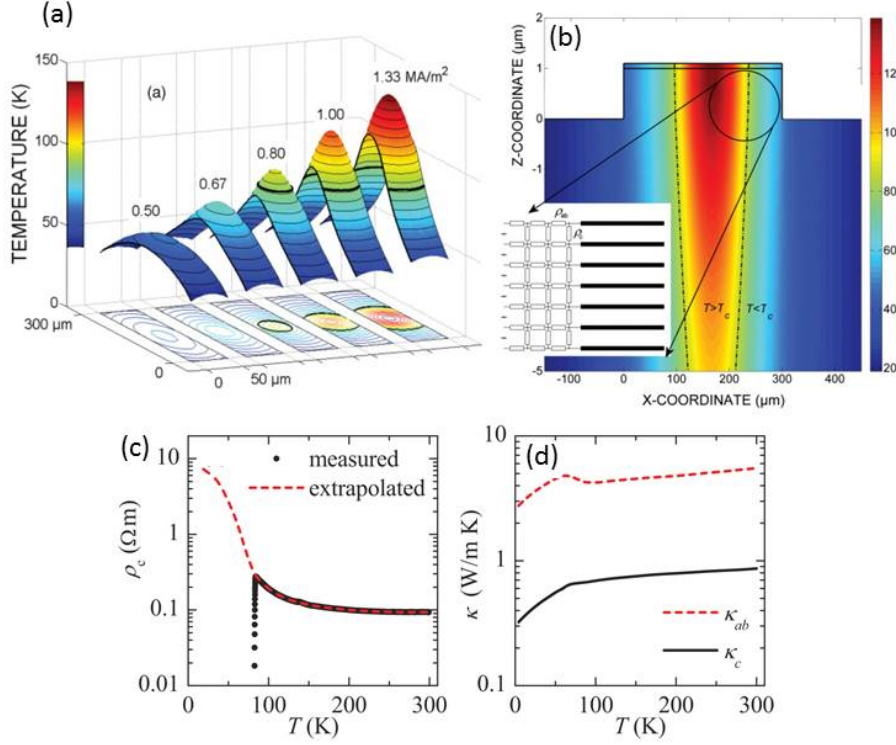 (a)
TEMPERATURE (K)
150
100
50
0
(a)
0.50
0.67
0.80
1.00
1.33 MA/m²
300 µm
0
0
50 µm
(b)
Z-COORDINATE (µm)
2
1
0
-1
-5
-100
0
100
200
300
400
X-COORDINATE (µm)
ρab
ρc
T>Tc
T<Tc
80
60
40
20
(c)
ρc (Ω m)
10
1
0.1
0.01
measured
extrapolated
0
100
200
300
T (K)
(d)
κ (W/m K)
10
1
0.1
κab
κc
0
100
200
300
T (K)